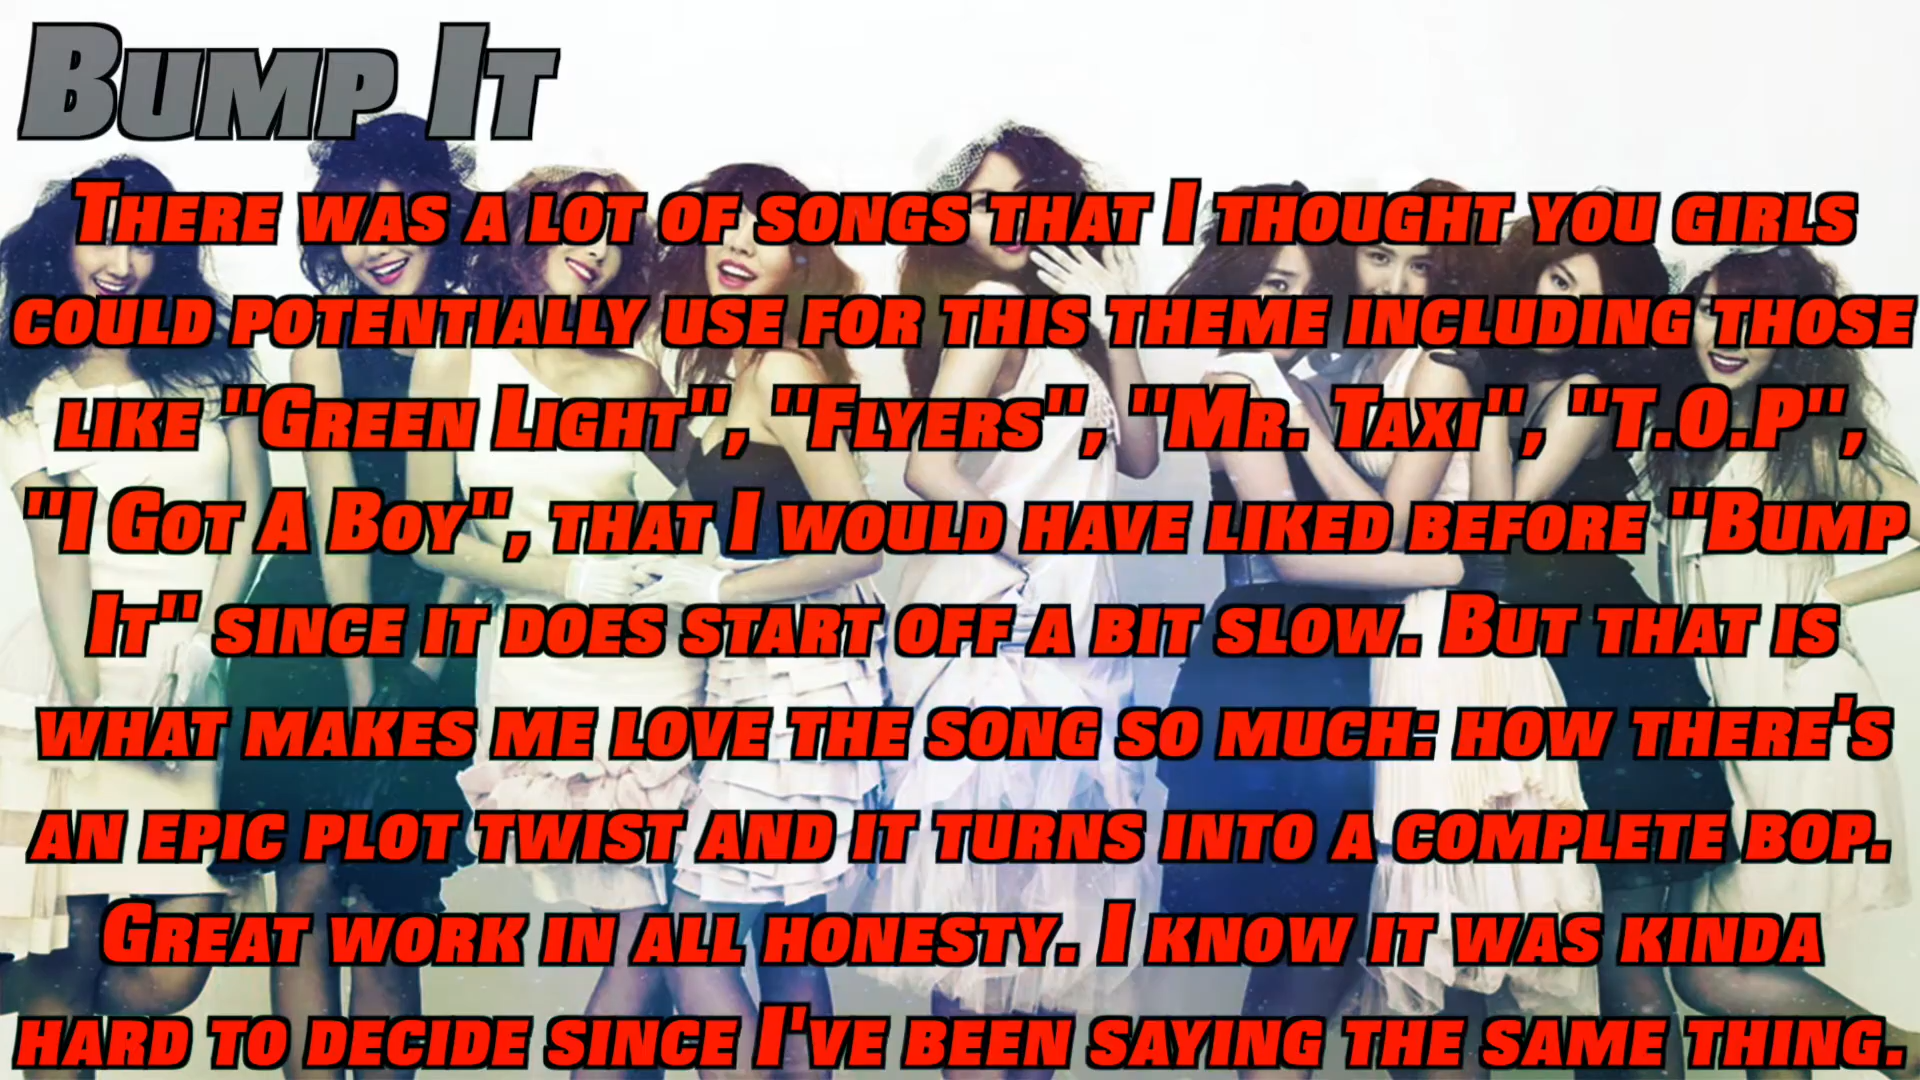 Bump It
There was a lot of songs that I thought you girls
could potentially use for this theme including those
like "Green Light", "Flyers", "Mr. Taxi", "T.O.P",
"I Got A Boy", that I would have liked before "Bump
It" since it does start off a bit slow. But that is
what makes me love the song so much: how there's
an epic plot twist and it turns into a complete bop.
Great work in all honesty. I know it was kinda
hard to decide since I've been saying the same thing.